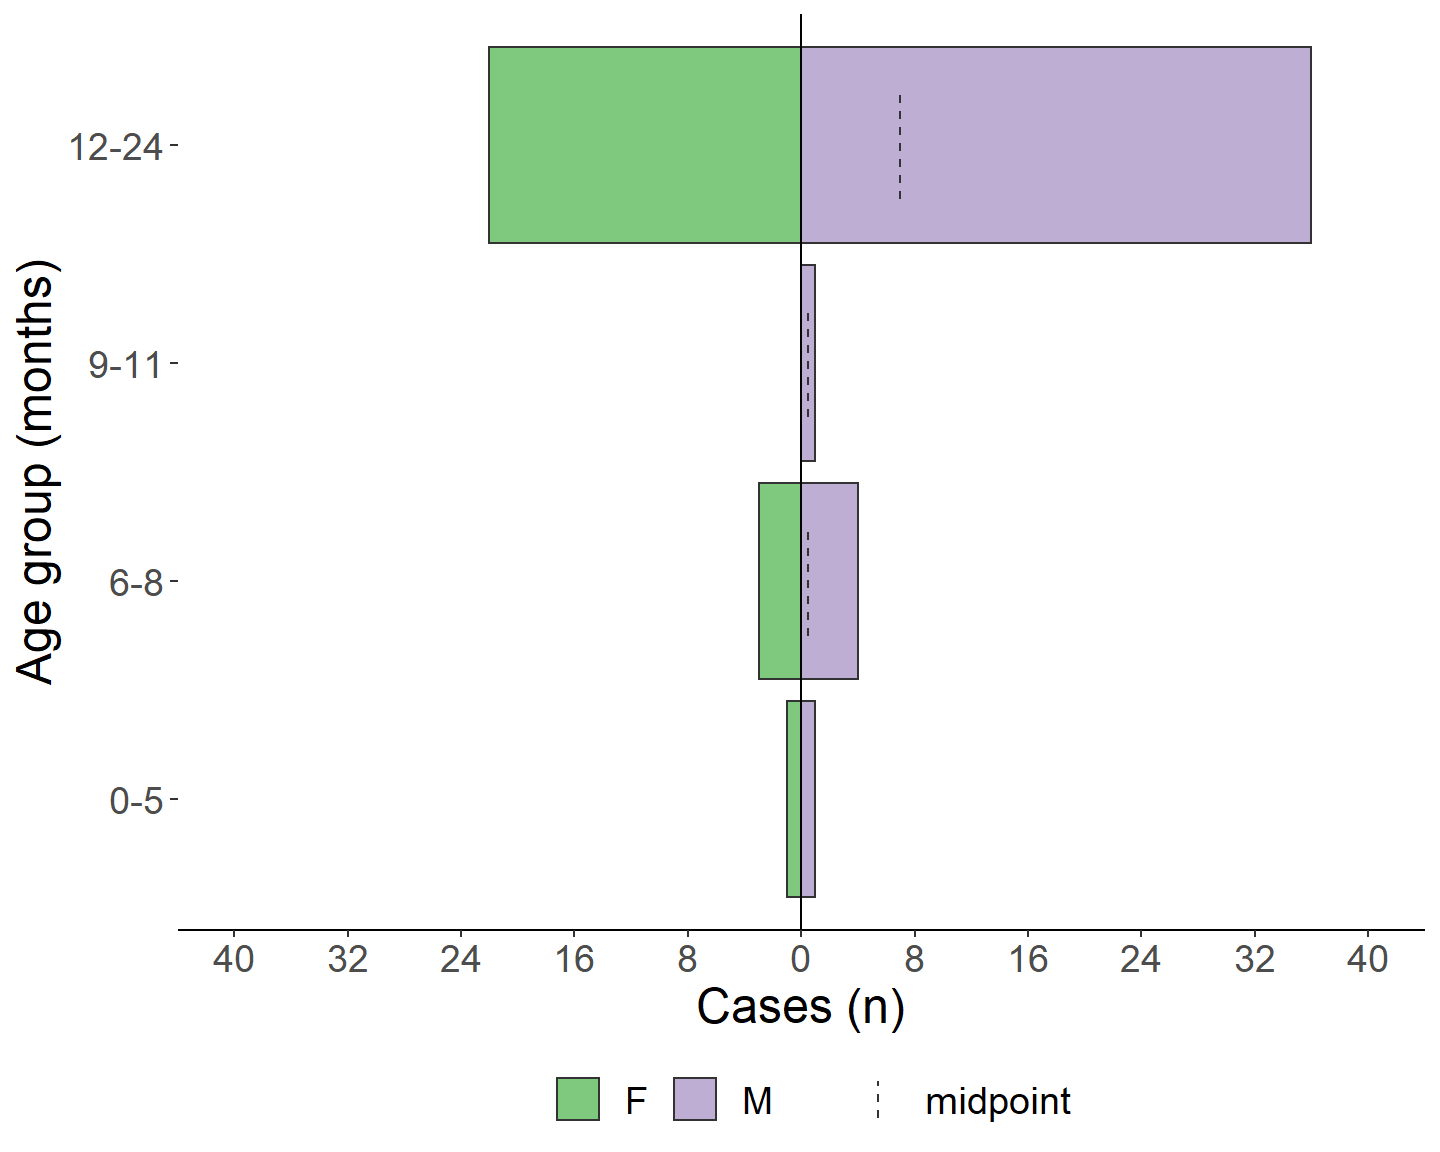 Age group (months)
12-24
9-11
6-8
0-5
40 32 24 16 8 0 8 16 24 32 40
Cases (n)
F M midpoint